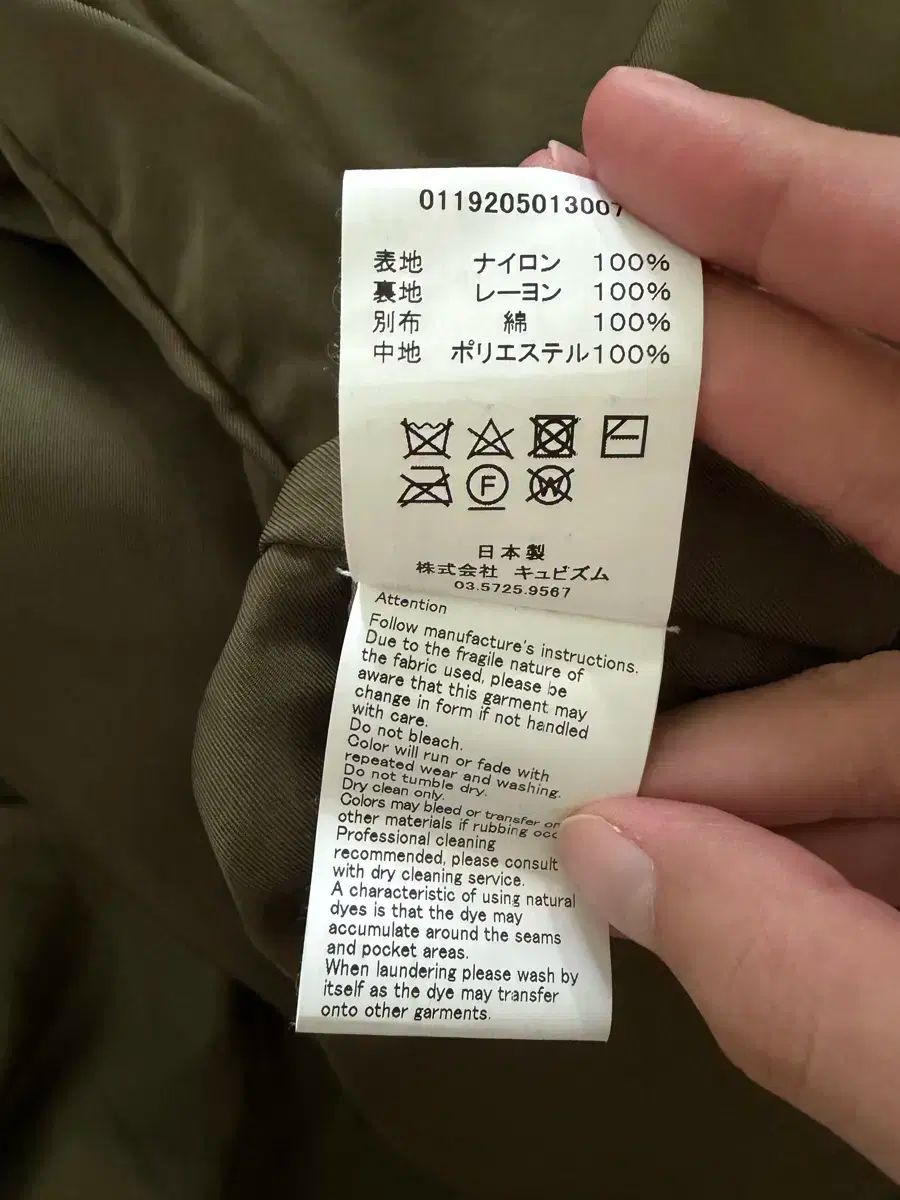 0119205013007
表地 ナイロン 100%
裏地 レーヨン 100%
別布 綿 100%
中地 ポリエステル100%
F W
日本製
株式会社 キュビズム
03.5725.9567
Attention
Follow manufacture's instructions.
Due to the fragile nature of
the fabric used, please be
aware that this garment may
change in form if not handled
with care.
Do not bleach.
Color will run or fade with
repeated wear and washing.
Do not tumble dry.
Dry clean only.
Colors may bleed or transfer on
other materials if rubbing
Professional cleaning
recommended, please consult
with dry cleaning service.
A characteristic of using natural
dyes is that the dye may
accumulate around the seams
and pocket areas.
When laundering please wash by
itself as the dye may transfer
onto other garments.